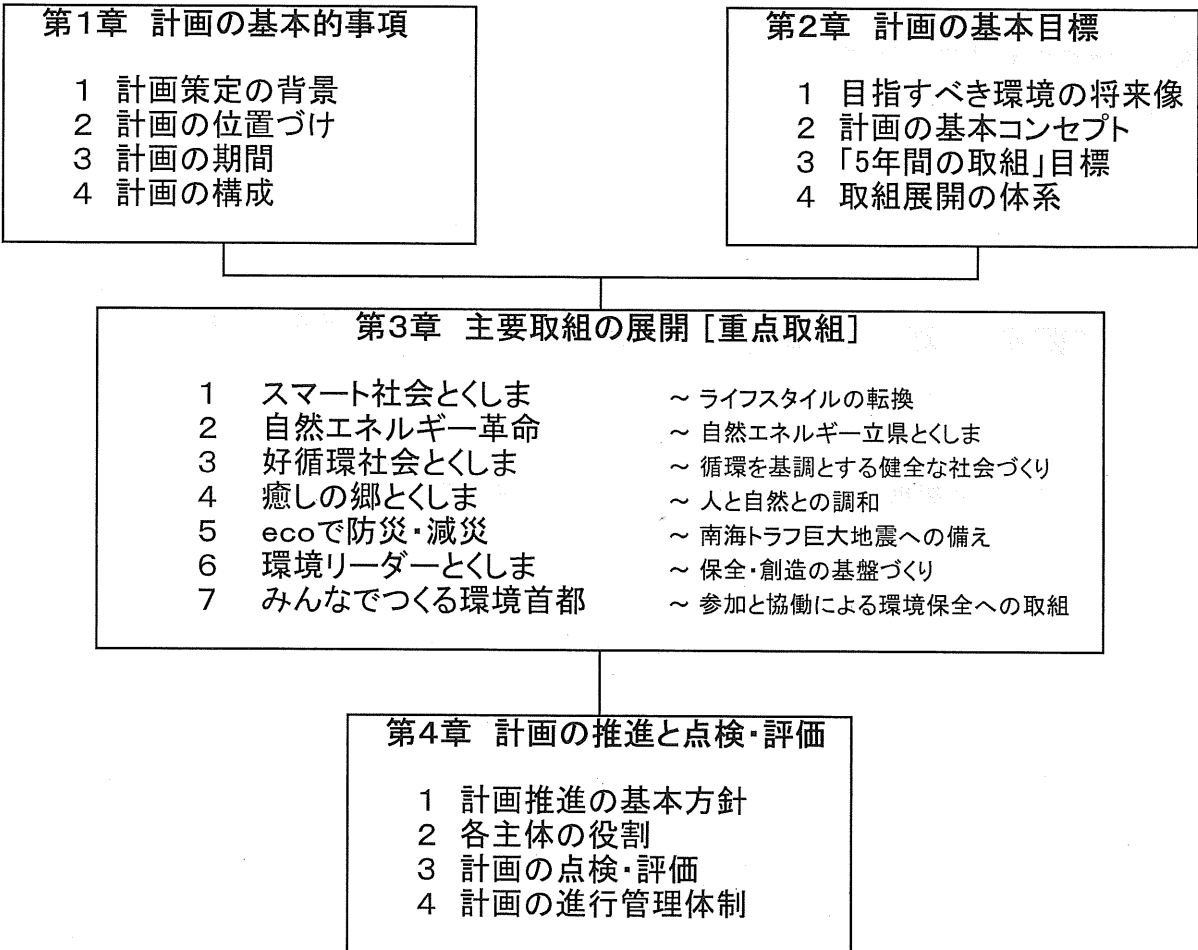 第1章 計画の基本的事項
1 計画策定の背景
2 計画の位置づけ
3 計画の期間
4 計画の構成
第2章 計画の基本目標
1 目指すべき環境の将来像
2 計画の基本コンセプト
3 「5年間の取組」目標
4 取組展開の体系
第3章 主要取組の展開 [重点取組]
1 スマート社会とくしま ~ ライフスタイルの転換
2 自然エネルギー革命 ~ 自然エネルギー立県とくしま
3 好循環社会とくしま ~ 循環を基調とする健全な社会づくり
4 癒しの郷とくしま ~ 人と自然との調和
5 ecoで防災・減災 ~ 南海トラフ巨大地震への備え
6 環境リーダーとくしま ~ 保全・創造の基盤づくり
7 みんなでつくる環境首都 ~ 参加と協働による環境保全への取組
第4章 計画の推進と点検・評価
1 計画推進の基本方針
2 各主体の役割
3 計画の点検・評価
4 計画の進行管理体制